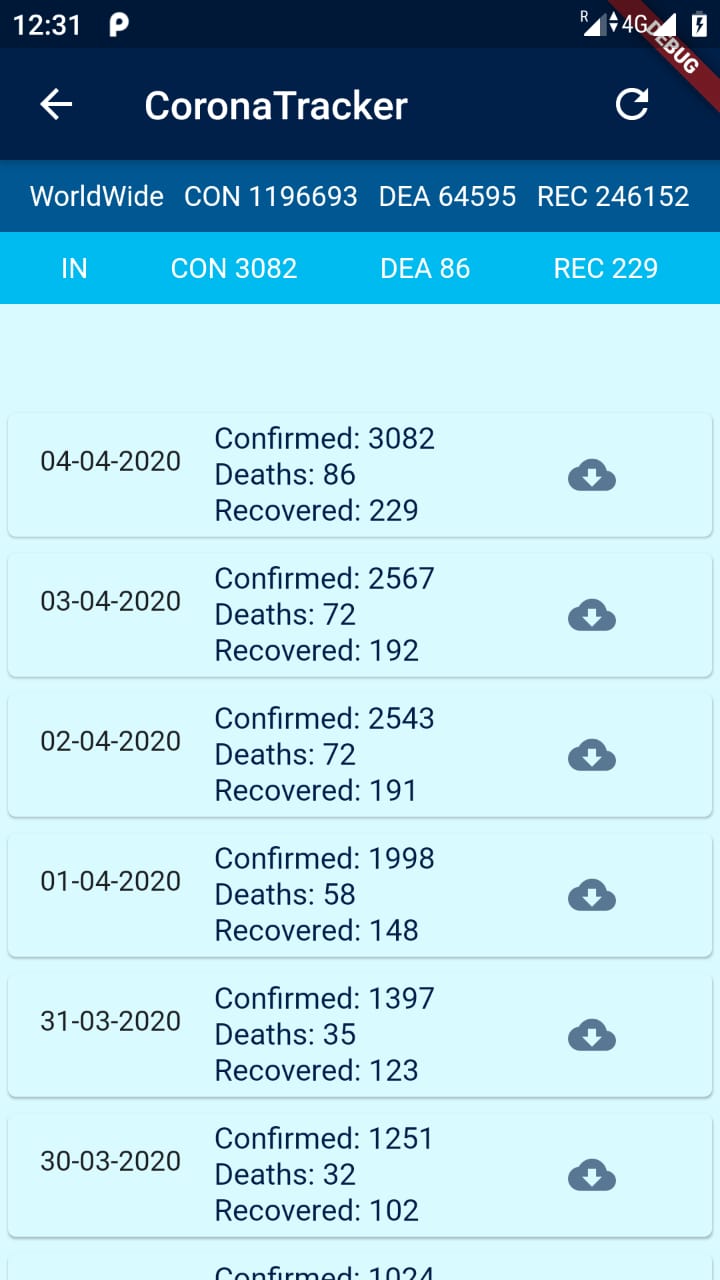 12:31
R 4G
DEBUG
CoronaTracker
WorldWide CON 1196693 DEA 64595 REC 246152
IN CON 3082 DEA 86 REC 229
04-04-2020
Confirmed: 3082
Deaths: 86
Recovered: 229
03-04-2020
Confirmed: 2567
Deaths: 72
Recovered: 192
02-04-2020
Confirmed: 2543
Deaths: 72
Recovered: 191
01-04-2020
Confirmed: 1998
Deaths: 58
Recovered: 148
31-03-2020
Confirmed: 1397
Deaths: 35
Recovered: 123
30-03-2020
Confirmed: 1251
Deaths: 32
Recovered: 102
Confirmed: 1024